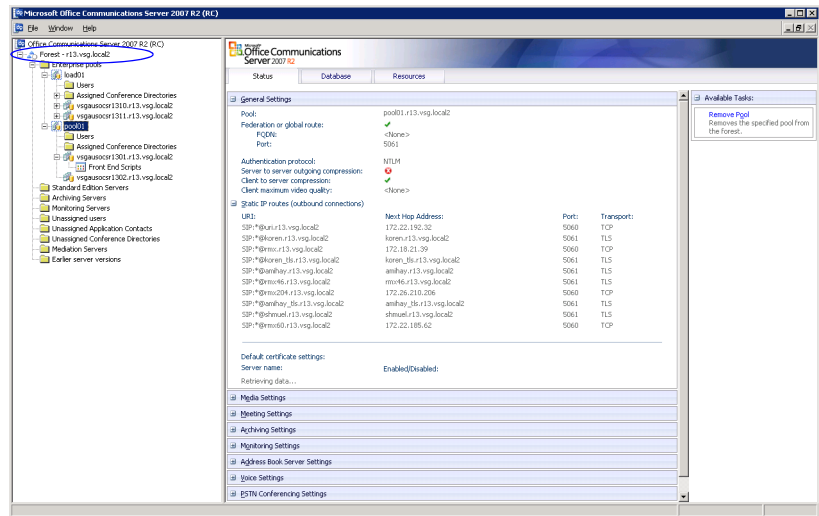 Microsoft Office Communications Server 2007 R2 (RC)
File Window Help
Office Communications Server 2007 R2 (RC)
Forest - r13.vsg.local2
Enterprise pools
load01
Users
Assigned Conference Directories
vsgausocsr1310.r13.vsg.local2
vsgausocsr1311.r13.vsg.local2
pool01
Users
Assigned Conference Directories
vsgausocsr1301.r13.vsg.local2
Front End Scripts
vsgausocsr1302.r13.vsg.local2
Standard Edition Servers
Archiving Servers
Monitoring Servers
Unassigned users
Unassigned Application Contacts
Unassigned Conference Directories
Mediation Servers
Earlier server versions
Microsoft
Office Communications
Server 2007 R2
Status Database Resources
General Settings
Pool: pool01.r13.vsg.local2
Federation or global route:
FQDN: <None>
Port: 5061
Authentication protocol: NTLM
Server to server outgoing compression:
Client to server compression:
Client maximum video quality: <None>
Static IP routes (outbound connections)
URI: Next Hop Address: Port: Transport:
SIP:*@uri.r13.vsg.local2 172.22.192.32 5060 TCP
SIP:*@koren.r13.vsg.local2 koren.r13.vsg.local2 5061 TLS
SIP:*@rmx.r13.vsg.local2 172.18.21.39 5060 TCP
SIP:*@koren_tls.r13.vsg.local2 koren_tls.r13.vsg.local2 5061 TLS
SIP:*@amihay.r13.vsg.local2 amihay.r13.vsg.local2 5061 TLS
SIP:*@rmx46.r13.vsg.local2 rmx46.r13.vsg.local2 5061 TLS
SIP:*@rmx204.r13.vsg.local2 172.26.210.206 5060 TCP
SIP:*@amihay_tls.r13.vsg.local2 amihay_tls.r13.vsg.local2 5061 TLS
SIP:*@shmuel.r13.vsg.local2 shmuel.r13.vsg.local2 5061 TLS
SIP:*@rmx60.r13.vsg.local2 172.22.185.62 5060 TCP
Default certificate settings:
Server name: Enabled/Disabled:
Retrieving data...
Media Settings
Meeting Settings
Archiving Settings
Monitoring Settings
Address Book Server Settings
Voice Settings
PSTN Conferencing Settings
Available Tasks:
Remove Pool
Removes the specified pool from
the forest.